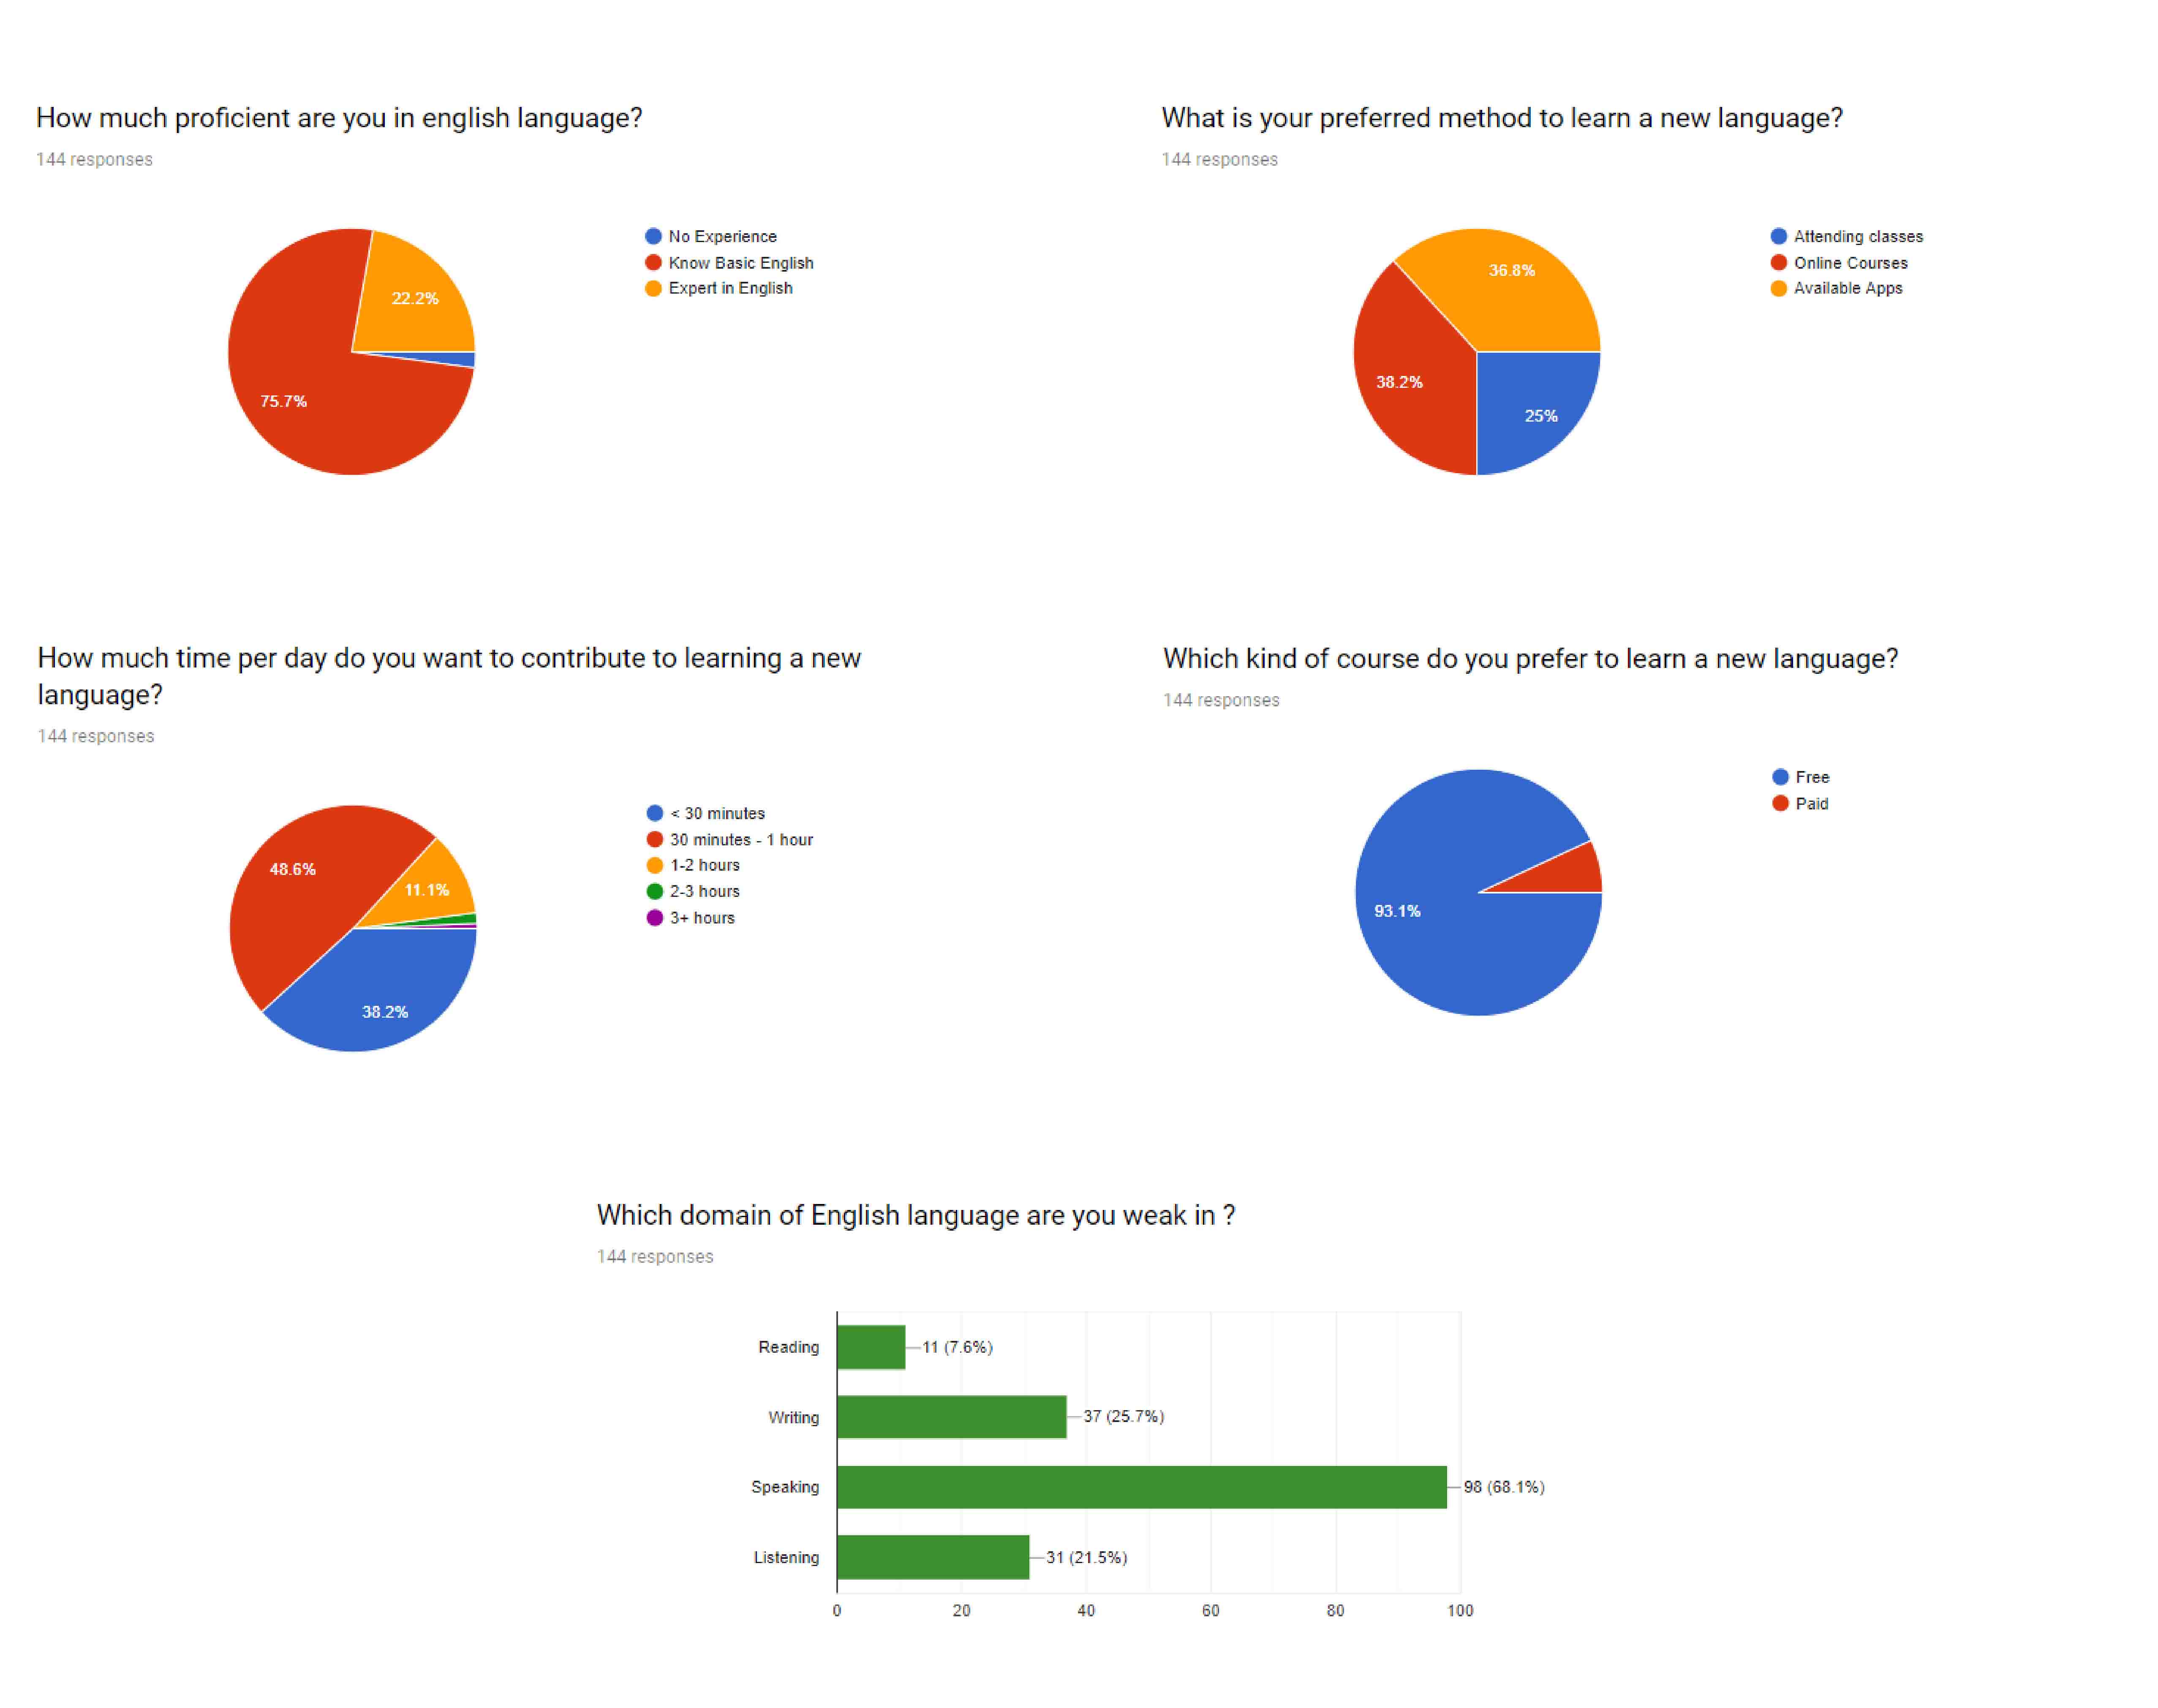 How much proficient are you in english language?
144 responses
No Experience
Know Basic English
Expert in English
22.2%
75.7%
What is your preferred method to learn a new language?
144 responses
Attending classes
Online Courses
Available Apps
36.8%
38.2%
25%
How much time per day do you want to contribute to learning a new
language?
144 responses
< 30 minutes
30 minutes - 1 hour
1-2 hours
2-3 hours
3+ hours
48.6%
11.1%
38.2%
Which kind of course do you prefer to learn a new language?
144 responses
Free
Paid
93.1%
Which domain of English language are you weak in ?
144 responses
Reading 11 (7.6%)
Writing 37 (25.7%)
Speaking 98 (68.1%)
Listening 31 (21.5%)
0 20 40 60 80 100